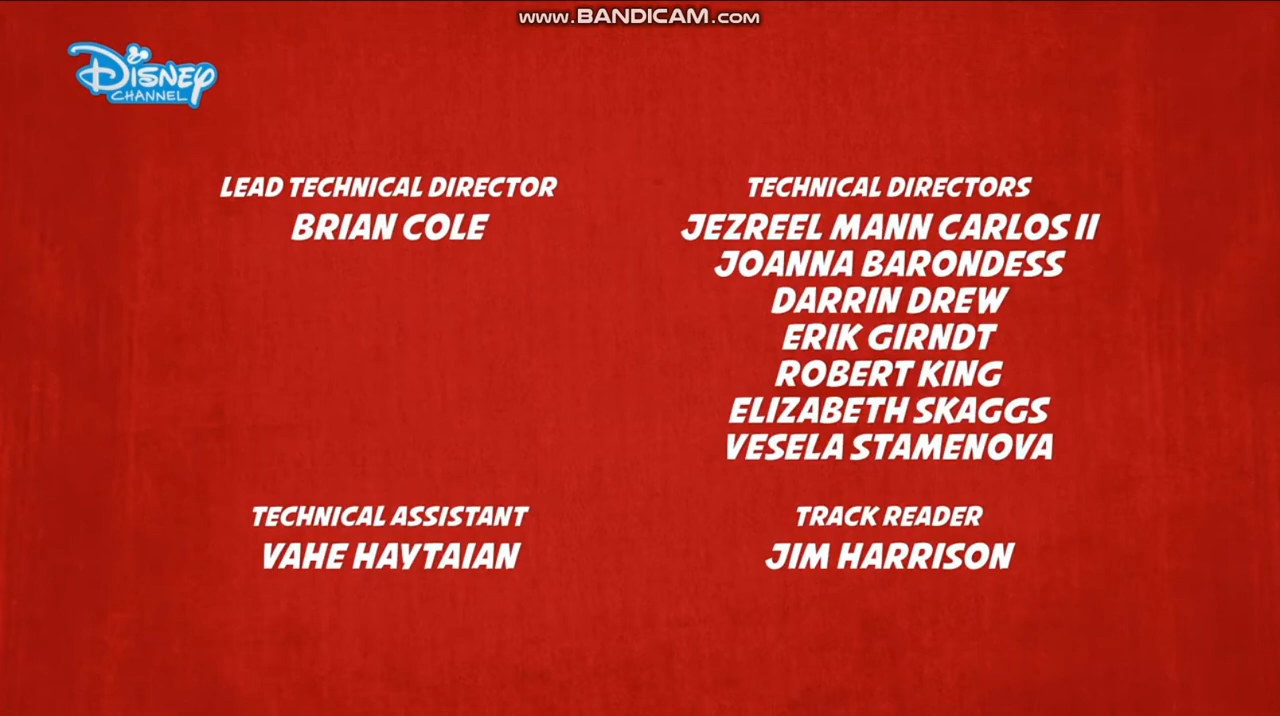 www.BANDICAM.com
Disney
CHANNEL
LEAD TECHNICAL DIRECTOR
BRIAN COLE
TECHNICAL DIRECTORS
JEZREEL MANN CARLOS II
JOANNA BARONDESS
DARRIN DREW
ERIK GIRNDT
ROBERT KING
ELIZABETH SKAGGS
VESELA STAMENOVA
TECHNICAL ASSISTANT
VAHE HAYTAIAN
TRACK READER
JIM HARRISON